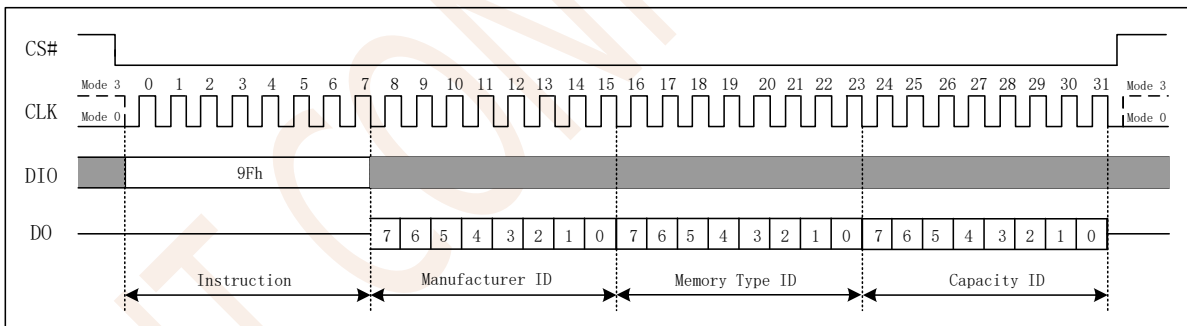 CS#
Mode 3 0 1 2 3 4 5 6 7 8 9 10 11 12 13 14 15 16 17 18 19 20 21 22 23 24 25 26 27 28 29 30 31 Mode 3
CLK
Mode 0 Mode 0
DIO 9Fh
DO 7 6 5 4 3 2 1 0 7 6 5 4 3 2 1 0 7 6 5 4 3 2 1 0
Instruction Manufacturer ID Memory Type ID Capacity ID